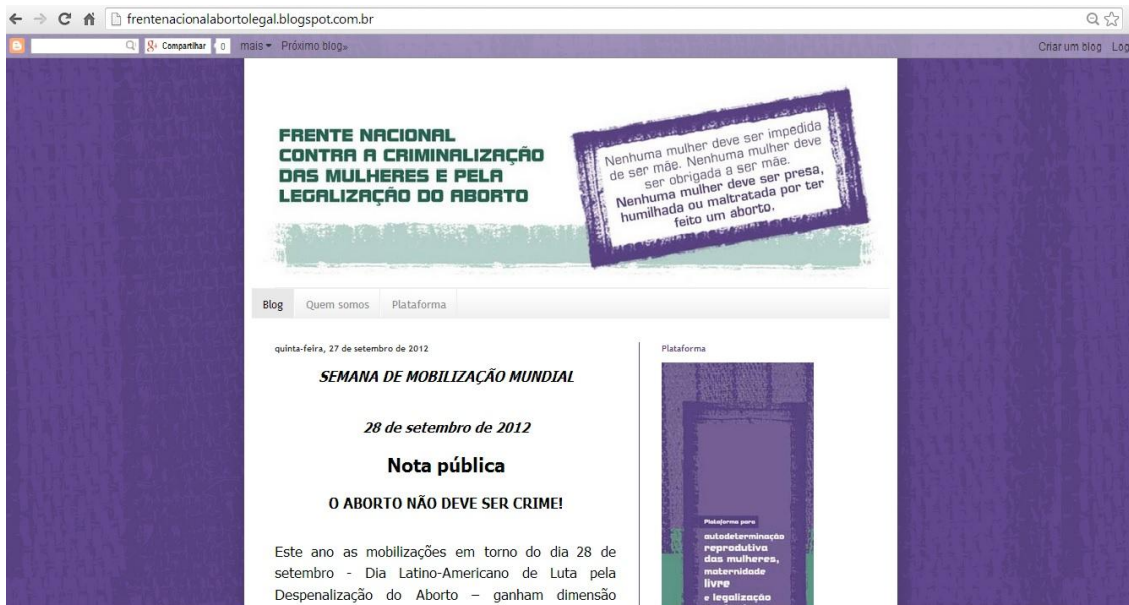 frentenacionalabortolegal.blogspot.com.br
Compartilhar 0 mais Próximo blog» Criar um blog Log
FRENTE NACIONAL
CONTRA A CRIMINALIZAÇÃO
DAS MULHERES E PELA
LEGALIZAÇÃO DO ABORTO
Nenhuma mulher deve ser impedida
de ser mãe. Nenhuma mulher deve
ser obrigada a ser mãe.
Nenhuma mulher deve ser presa,
humilhada ou maltratada por ter
feito um aborto.
Blog Quem somos Plataforma
quinta-feira, 27 de setembro de 2012
SEMANA DE MOBILIZAÇÃO MUNDIAL
28 de setembro de 2012
Nota pública
O ABORTO NÃO DEVE SER CRIME!
Este ano as mobilizações em torno do dia 28 de
setembro - Dia Latino-Americano de Luta pela
Despenalização do Aborto – ganham dimensão
Plataforma
Plataforma para
autodeterminação
reprodutiva
das mulheres,
maternidade
livre
e legalização